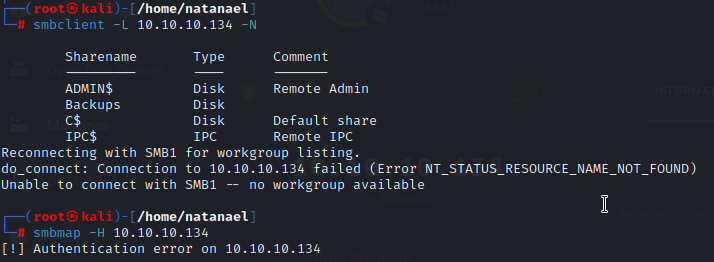 ┌──(root㉿kali)-[/home/natanael]
└─# smbclient -L 10.10.10.134 -N
Sharename Type Comment
--------- ---- -------
ADMIN$ Disk Remote Admin
Backups Disk
C$ Disk Default share
IPC$ IPC Remote IPC
Reconnecting with SMB1 for workgroup listing.
do_connect: Connection to 10.10.10.134 failed (Error NT_STATUS_RESOURCE_NAME_NOT_FOUND)
Unable to connect with SMB1 -- no workgroup available
┌──(root㉿kali)-[/home/natanael]
└─# smbmap -H 10.10.10.134
[!] Authentication error on 10.10.10.134